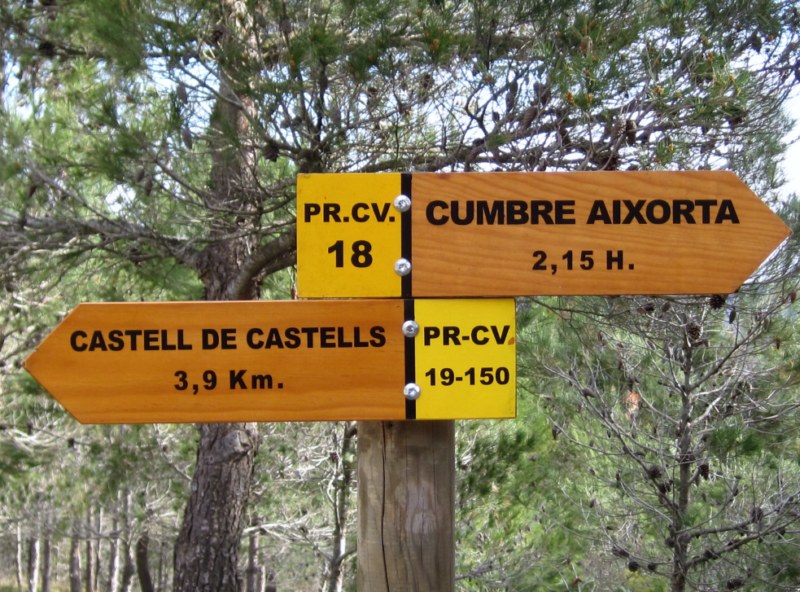 PR.CV.
18
CUMBRE AIXORTA
2,15 H.
CASTELL DE CASTELLS
3,9 Km.
PR-CV
19-150